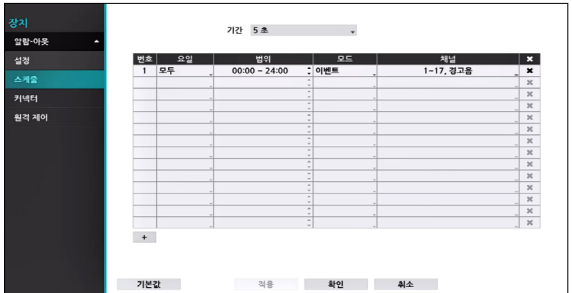 장치
알람-아웃
설정
스케줄
커넥터
원격 제어
기간 5 초
번호 요일 범위 모드 채널 ✖
1 모두 00:00 – 24:00 이벤트 1~17, 경고음 ✖
+
기본값 적용 확인 취소